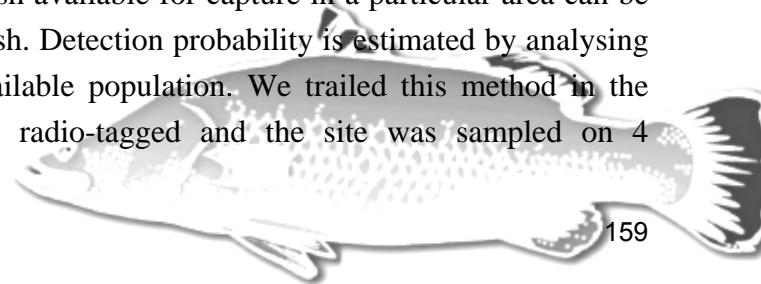 sh available for capture in a particular area can be
sh. Detection probability is estimated by analysing
ailable population. We trailed this method in the
radio-tagged and the site was sampled on 4
159